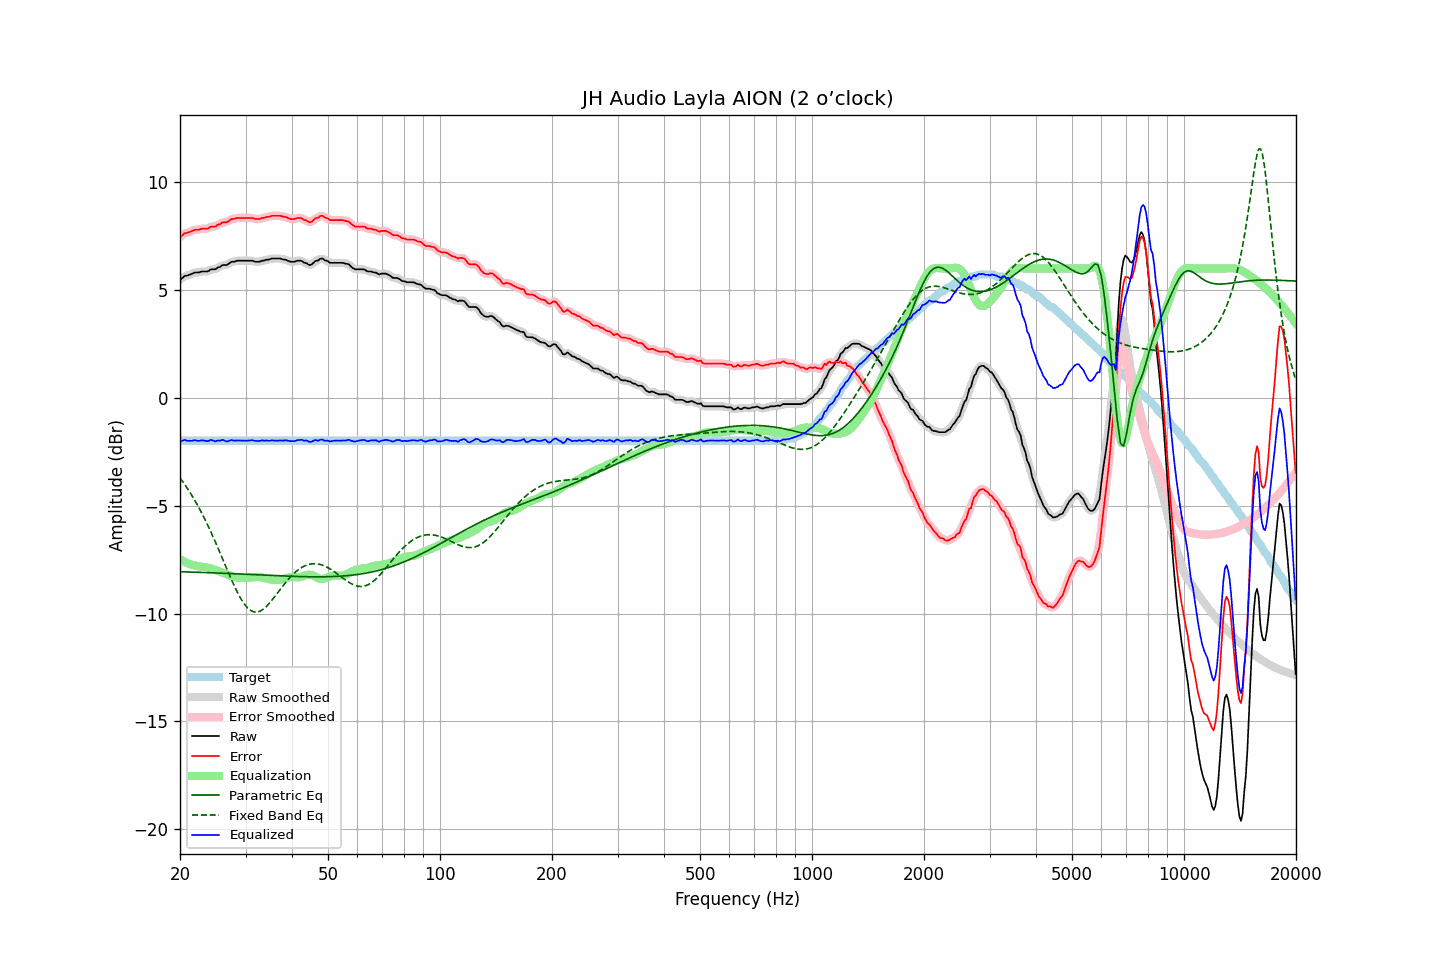 JH Audio Layla AION (2 o’clock)
10
5
0
−5
−10
−15
−20
Amplitude (dBr)
Target
Raw Smoothed
Error Smoothed
Raw
Error
Equalization
Parametric Eq
Fixed Band Eq
Equalized
20 50 100 200 500 1000 2000 5000 10000 20000
Frequency (Hz)